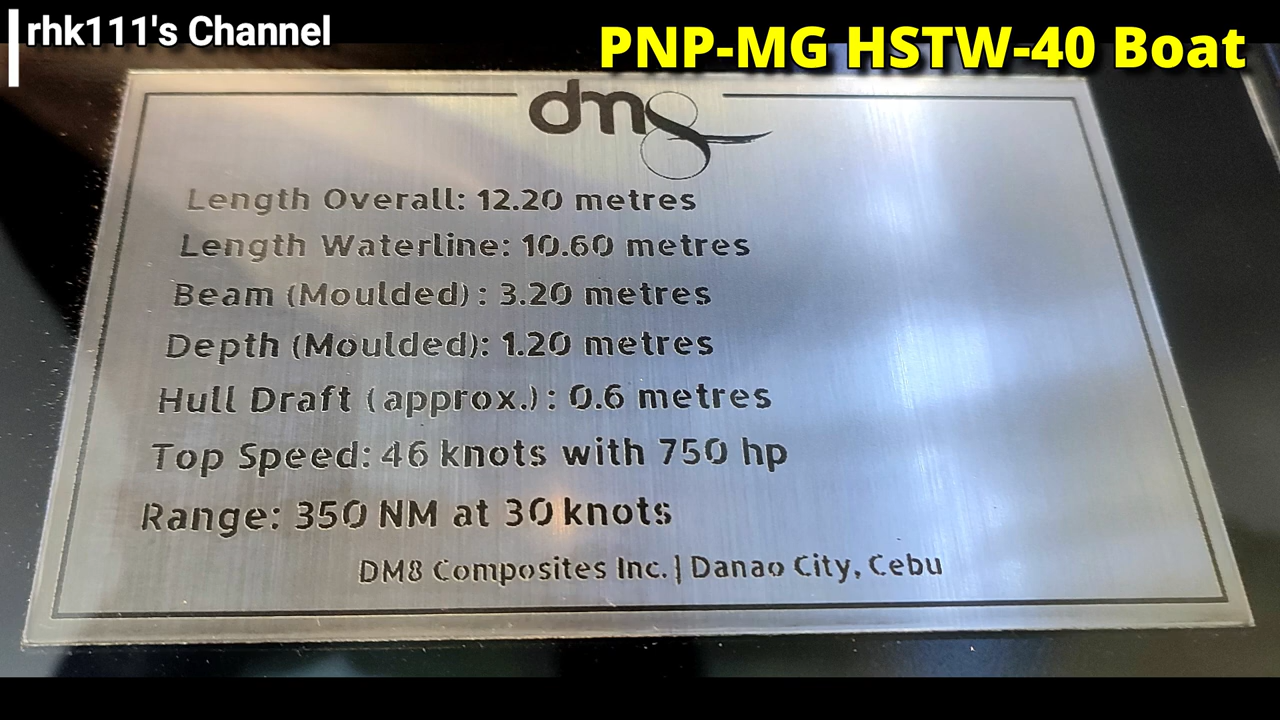 rhk111's Channel
PNP-MG HSTW-40 Boat
dm8
Length Overall: 12.20 metres
Length Waterline: 10.60 metres
Beam (Moulded) : 3.20 metres
Depth (Moulded): 1.20 metres
Hull Draft (approx.) : 0.6 metres
Top Speed: 46 knots with 750 hp
Range: 350 NM at 30 knots
DM8 Composites Inc. | Danao City, Cebu